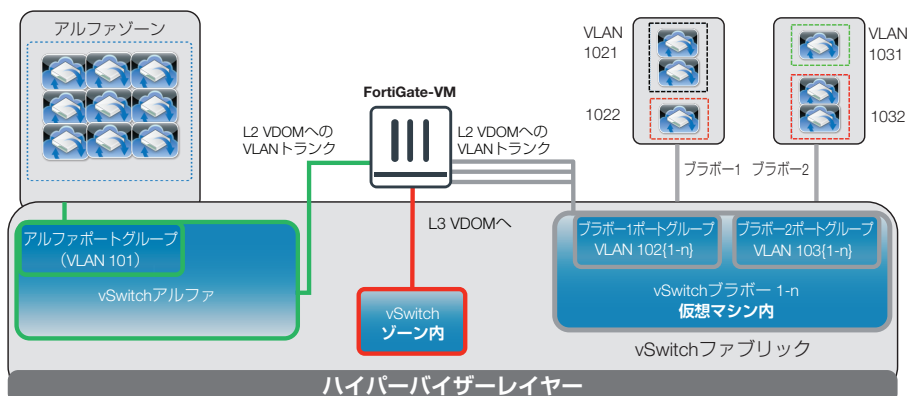 アルファゾーン
VLAN
1021
1022
VLAN
1031
1032
FortiGate-VM
L2 VDOMへの
VLANトランク
L2 VDOMへの
VLANトランク
ブラボー1
ブラボー2
L3 VDOMへ
アルファポートグループ
（VLAN 101）
vSwitchアルファ
vSwitch
ゾーン内
ブラボー1ポートグループ
VLAN 102{1-n}
ブラボー2ポートグループ
VLAN 103{1-n}
vSwitchブラボー 1-n
仮想マシン内
vSwitchファブリック
ハイパーバイザーレイヤー